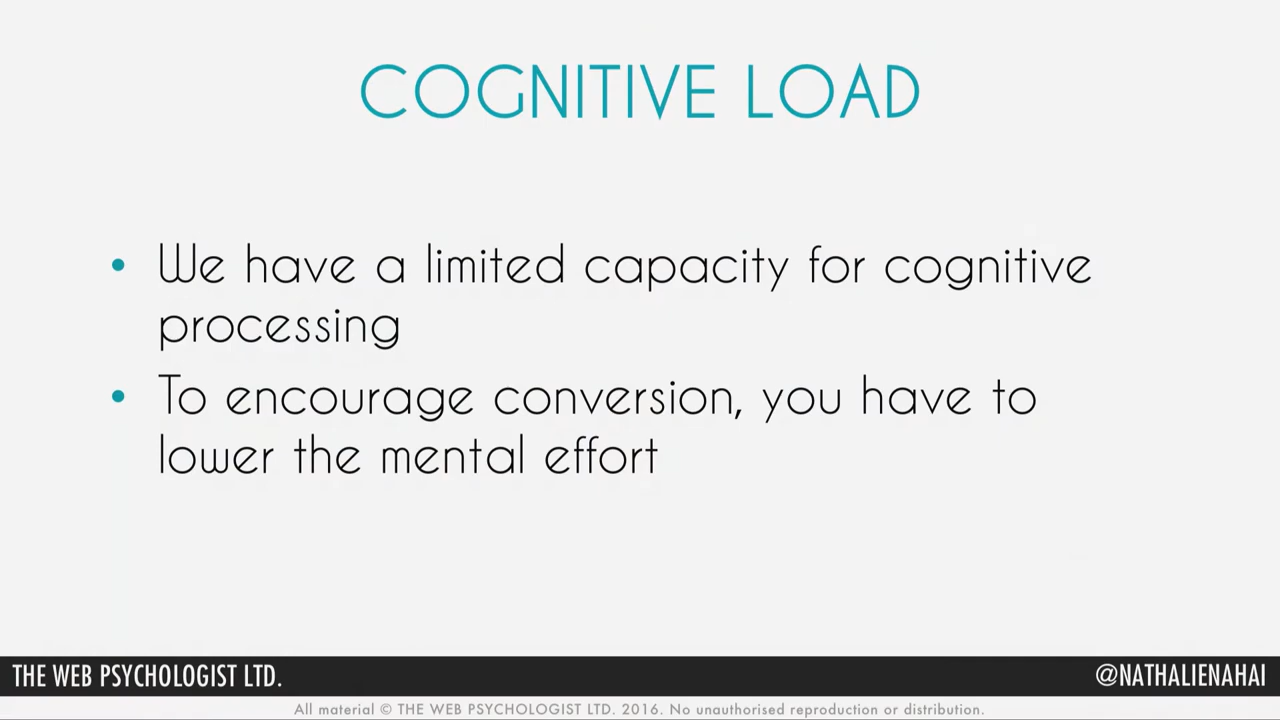 COGNITIVE LOAD
• We have a limited capacity for cognitive
processing
• To encourage conversion, you have to
lower the mental effort
THE WEB PSYCHOLOGIST LTD.
@NATHALIENAHAI
All material © THE WEB PSYCHOLOGIST LTD. 2016. No unauthorised reproduction or distribution.